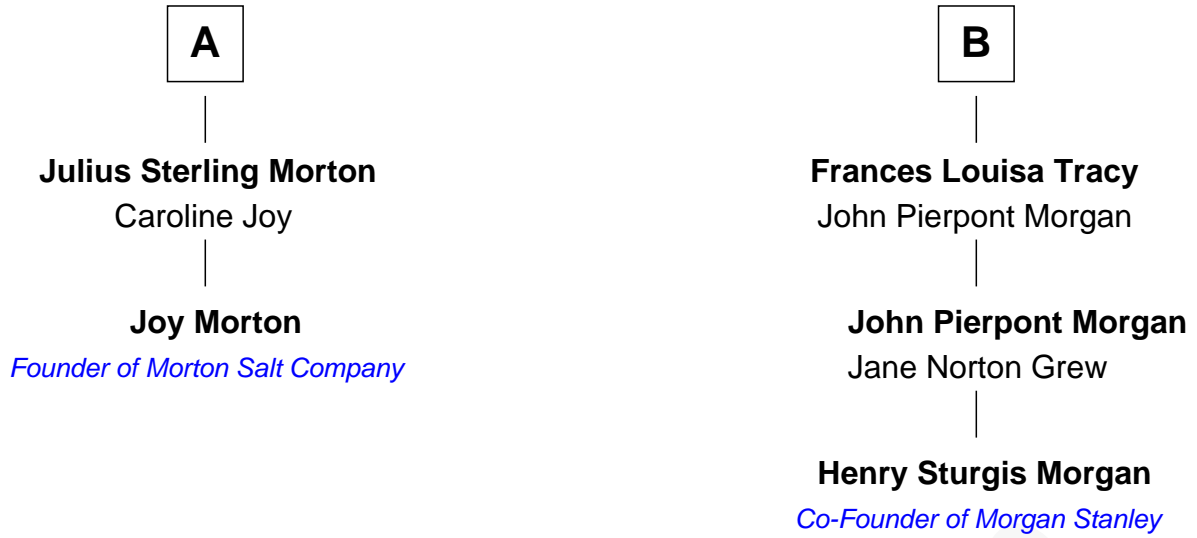 A
Julius Sterling Morton
Caroline Joy
Joy Morton
Founder of Morton Salt Company
B
Frances Louisa Tracy
John Pierpont Morgan
John Pierpont Morgan
Jane Norton Grew
Henry Sturgis Morgan
Co-Founder of Morgan Stanley